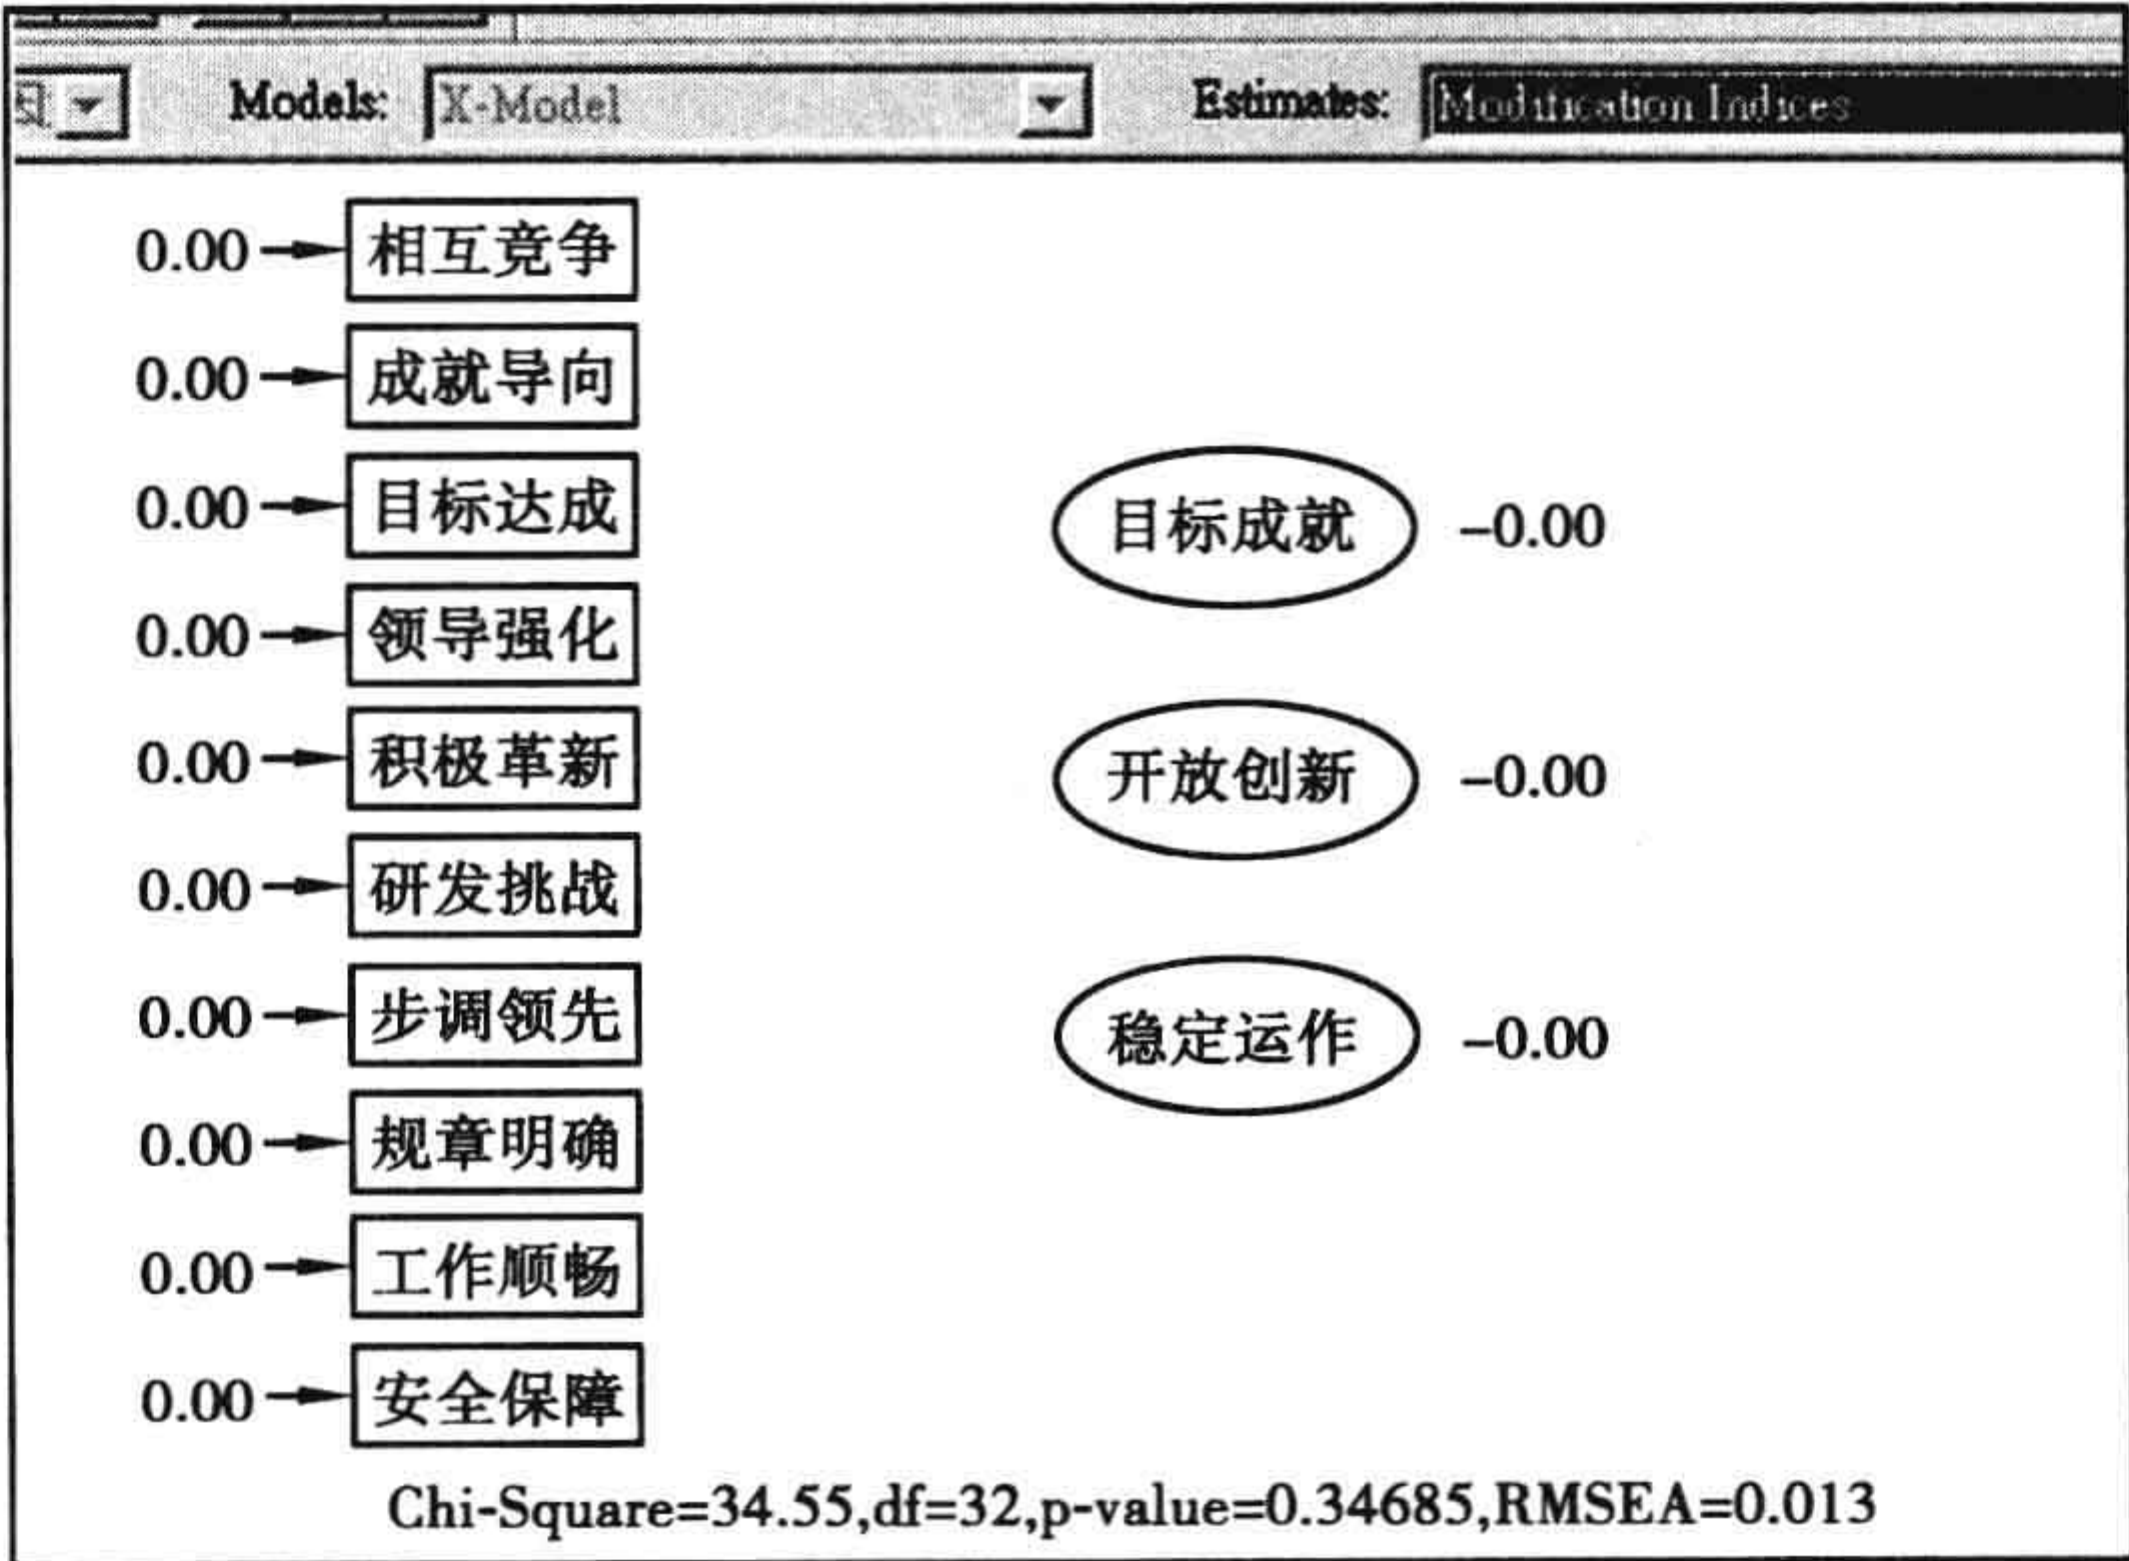 Models: X-Model Estimates: Modification Indices
0.00 相互竞争
0.00 成就导向
0.00 目标达成
目标成就 -0.00
0.00 领导强化
0.00 积极革新
开放创新 -0.00
0.00 研发挑战
0.00 步调领先
稳定运作 -0.00
0.00 规章明确
0.00 工作顺畅
0.00 安全保障
Chi-Square=34.55,df=32,p-value=0.34685,RMSEA=0.013